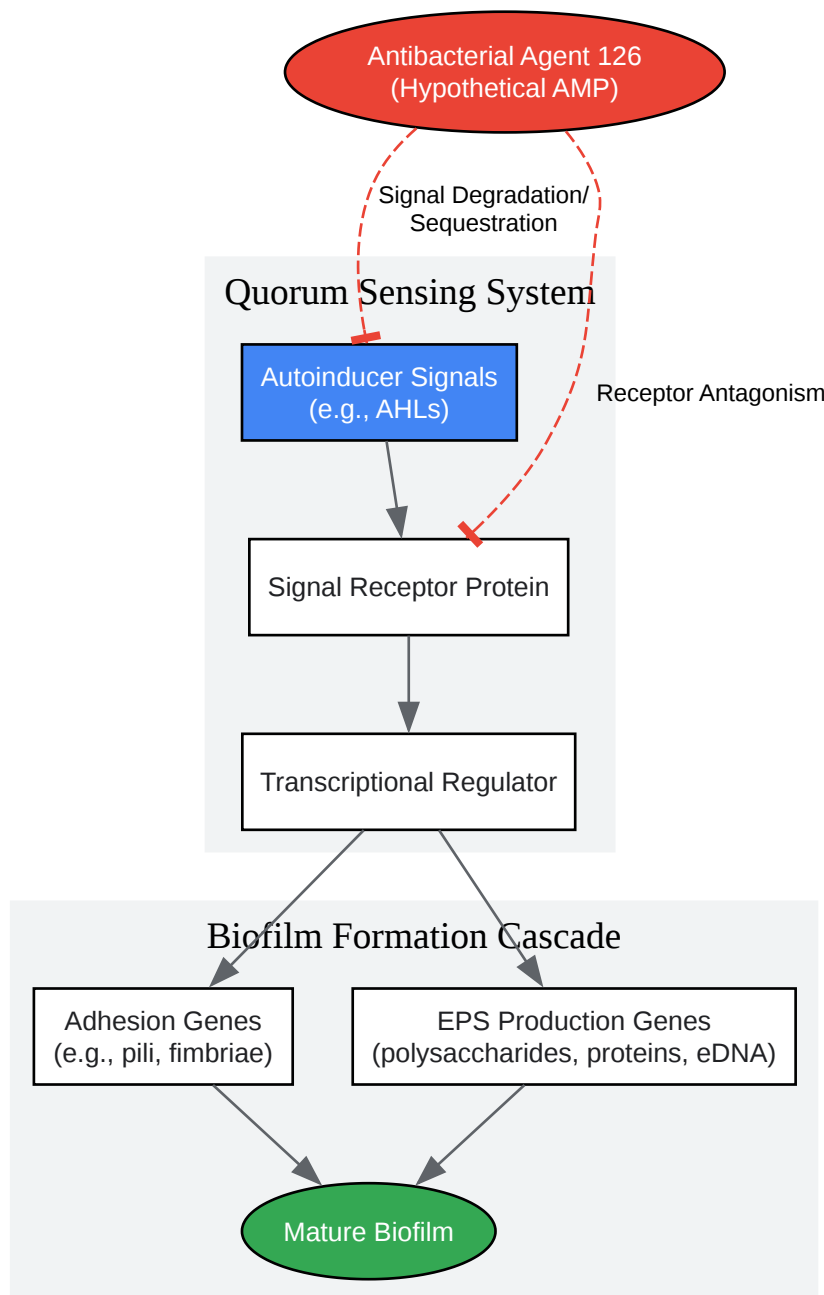 Antibacterial Agent 126
(Hypothetical AMP)
Signal Degradation/
Sequestration
Quorum Sensing System
Autoinducer Signals
(e.g., AHLs)
Receptor Antagonism
Signal Receptor Protein
Transcriptional Regulator
Biofilm Formation Cascade
Adhesion Genes
(e.g., pili, fimbriae)
EPS Production Genes
(polysaccharides, proteins, eDNA)
Mature Biofilm